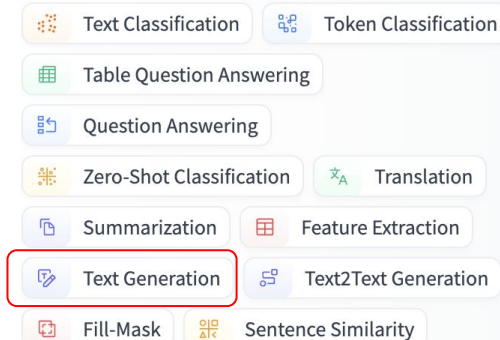 Text Classification Token Classification
Table Question Answering
Question Answering
Zero-Shot Classification Translation
Summarization Feature Extraction
Text Generation Text2Text Generation
Fill-Mask Sentence Similarity